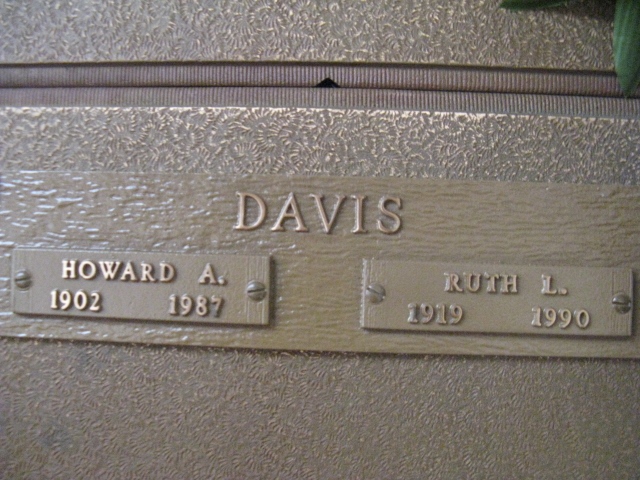 DAVIS
HOWARD A.
1902 1987
RUTH L.
1919 1990